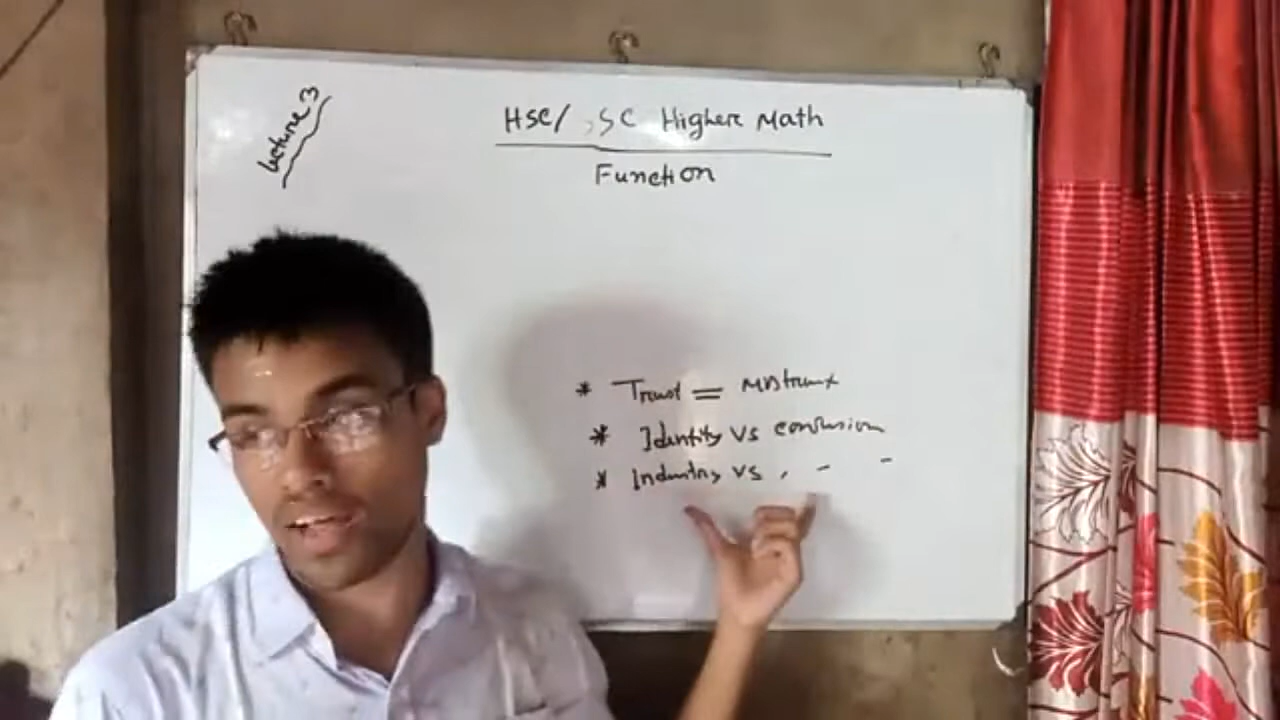 Lecture 3
HSC/ SC Higher Math
Function
* Trust = Mistrust
* Identity vs confusion
* Industry vs . - -